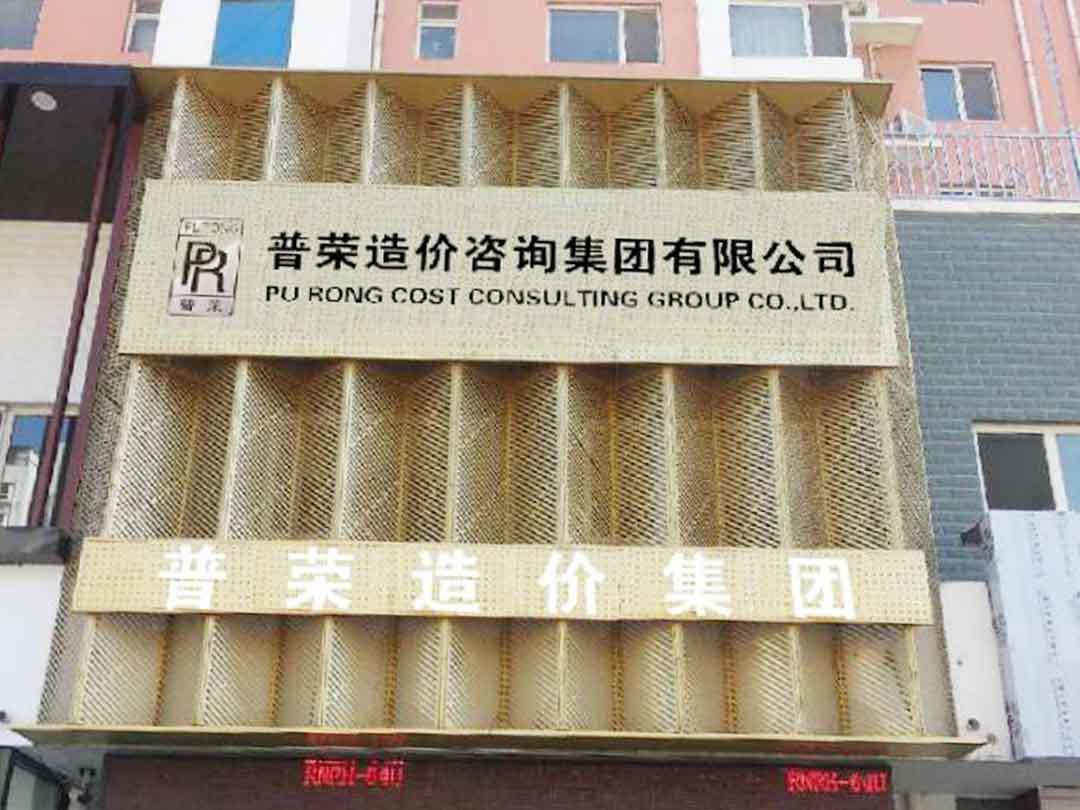 PU RONG
PR
普荣
普荣造价咨询集团有限公司
PU RONG COST CONSULTING GROUP CO.,LTD.
普荣造价集团